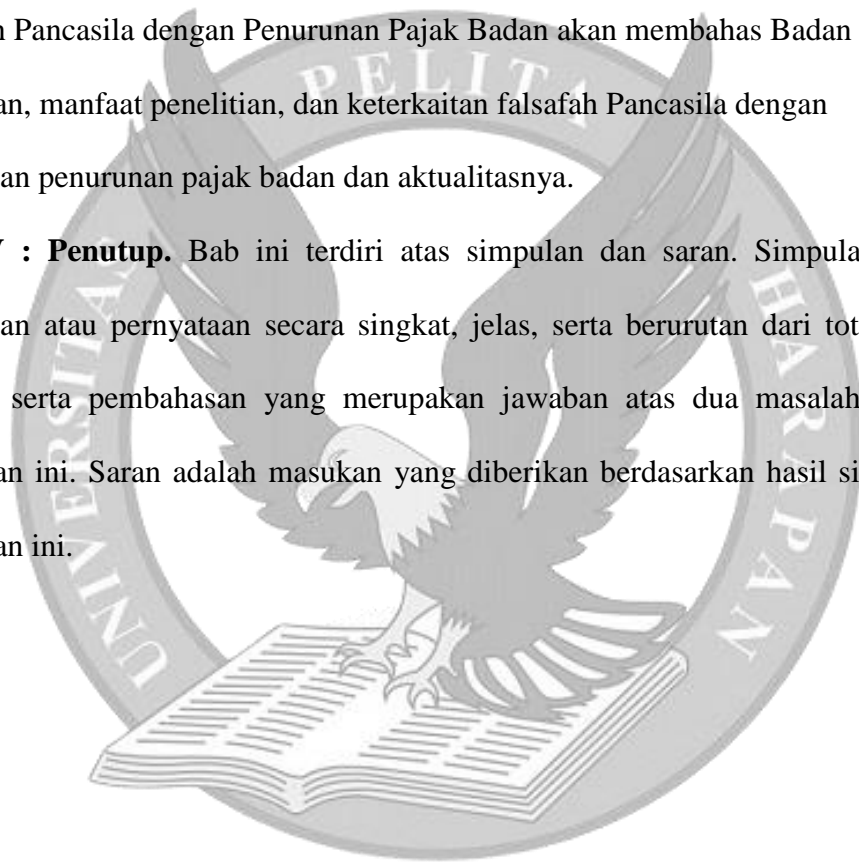 n Pancasila dengan Penurunan Pajak Badan akan membahas Badan
an, manfaat penelitian, dan keterkaitan falsafah Pancasila dengan
an penurunan pajak badan dan aktualitasnya.
: Penutup. Bab ini terdiri atas simpulan dan saran. Simpula
an atau pernyataan secara singkat, jelas, serta berurutan dari tot
serta pembahasan yang merupakan jawaban atas dua masalah
an ini. Saran adalah masukan yang diberikan berdasarkan hasil si
an ini.
UNIVERSITAS PELITA HARAPAN